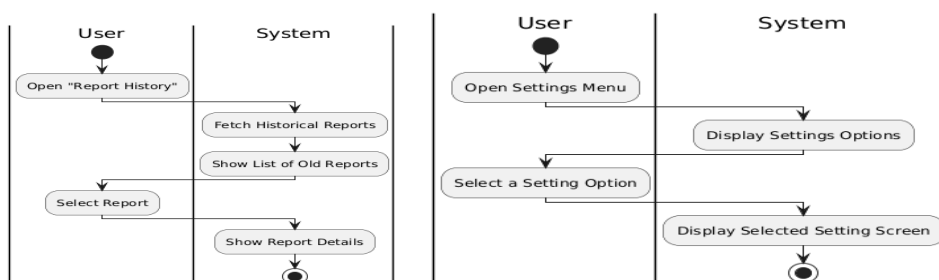 User
System
Open "Report History"
Fetch Historical Reports
Show List of Old Reports
Select Report
Show Report Details
User
System
Open Settings Menu
Display Settings Options
Select a Setting Option
Display Selected Setting Screen